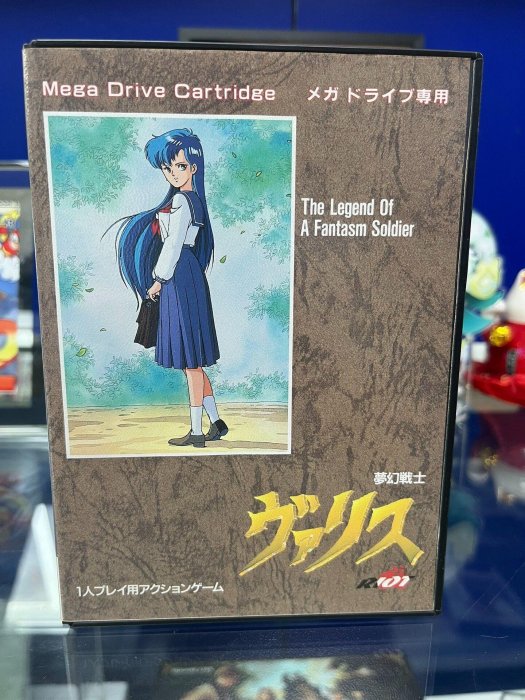 Mega Drive Cartridge メガ ドライブ専用
The Legend Of
A Fantasm Soldier
夢幻戦士
ヴァリス
RIOT
1人プレイ用アクションゲーム